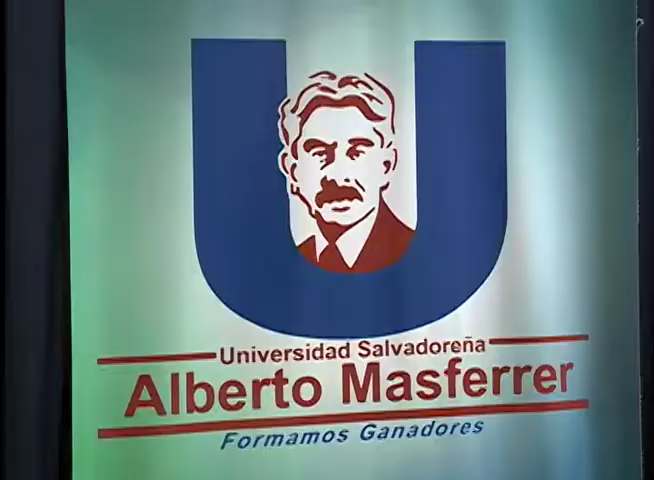 Universidad Salvadoreña
Alberto Masferrer
Formamos Ganadores